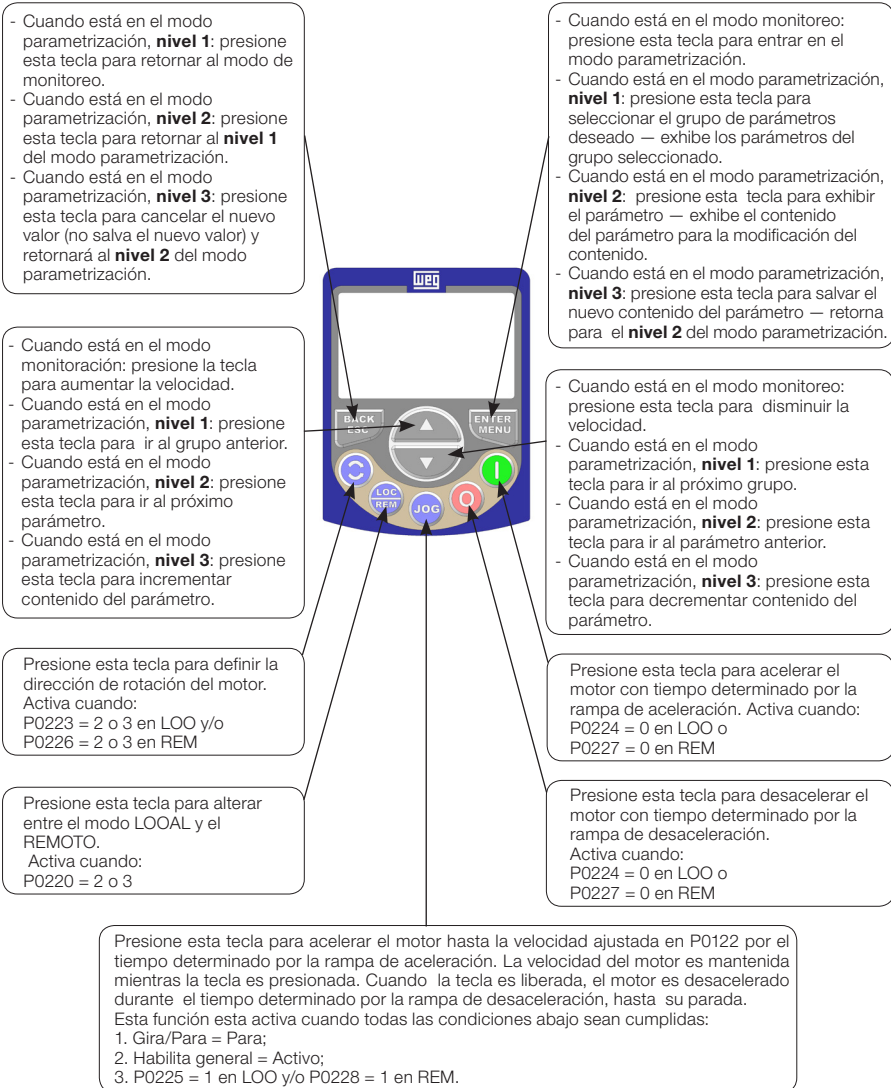 - Cuando está en el modo
parametrización, nivel 1: presione
esta tecla para retornar al modo de
monitoreo.
- Cuando está en el modo
parametrización, nivel 2: presione
esta tecla para retornar al nivel 1
del modo parametrización.
- Cuando está en el modo
parametrización, nivel 3: presione
esta tecla para cancelar el nuevo
valor (no salva el nuevo valor) y
retornará al nivel 2 del modo
parametrización.
- Cuando está en el modo monitoreo:
presione esta tecla para entrar en el
modo parametrización.
- Cuando está en el modo parametrización,
nivel 1: presione esta tecla para
seleccionar el grupo de parámetros
deseado — exhibe los parámetros del
grupo seleccionado.
- Cuando está en el modo parametrización,
nivel 2: presione esta tecla para exhibir
el parámetro — exhibe el contenido
del parámetro para la modificación del
contenido.
- Cuando está en el modo parametrización,
nivel 3: presione esta tecla para salvar el
nuevo contenido del parámetro — retorna
para el nivel 2 del modo parametrización.
weg
BACK
ESC
ENTER
MENU
LOC
REM
JOG
- Cuando está en el modo
monitoración: presione la tecla
para aumentar la velocidad.
- Cuando está en el modo
parametrización, nivel 1: presione
esta tecla para ir al grupo anterior.
- Cuando está en el modo
parametrización, nivel 2: presione
esta tecla para ir al próximo
parámetro.
- Cuando está en el modo
parametrización, nivel 3: presione
esta tecla para incrementar
contenido del parámetro.
- Cuando está en el modo monitoreo:
presione esta tecla para disminuir la
velocidad.
- Cuando está en el modo
parametrización, nivel 1: presione esta
tecla para ir al próximo grupo.
- Cuando está en el modo
parametrización, nivel 2: presione esta
tecla para ir al parámetro anterior.
- Cuando está en el modo
parametrización, nivel 3: presione esta
tecla para decrementar contenido del
parámetro.
Presione esta tecla para definir la
dirección de rotación del motor.
Activa cuando:
P0223 = 2 o 3 en LOO y/o
P0226 = 2 o 3 en REM
Presione esta tecla para acelerar el
motor con tiempo determinado por la
rampa de aceleración. Activa cuando:
P0224 = 0 en LOO o
P0227 = 0 en REM
Presione esta tecla para alterar
entre el modo LOOAL y el
REMOTO.
Activa cuando:
P0220 = 2 o 3
Presione esta tecla para desacelerar el
motor con tiempo determinado por la
rampa de desaceleración.
Activa cuando:
P0224 = 0 en LOO o
P0227 = 0 en REM
Presione esta tecla para acelerar el motor hasta la velocidad ajustada en P0122 por el
tiempo determinado por la rampa de aceleración. La velocidad del motor es mantenida
mientras la tecla es presionada. Cuando la tecla es liberada, el motor es desacelerado
durante el tiempo determinado por la rampa de desaceleración, hasta su parada.
Esta función esta activa cuando todas las condiciones abajo sean cumplidas:
1. Gira/Para = Para;
2. Habilita general = Activo;
3. P0225 = 1 en LOO y/o P0228 = 1 en REM.